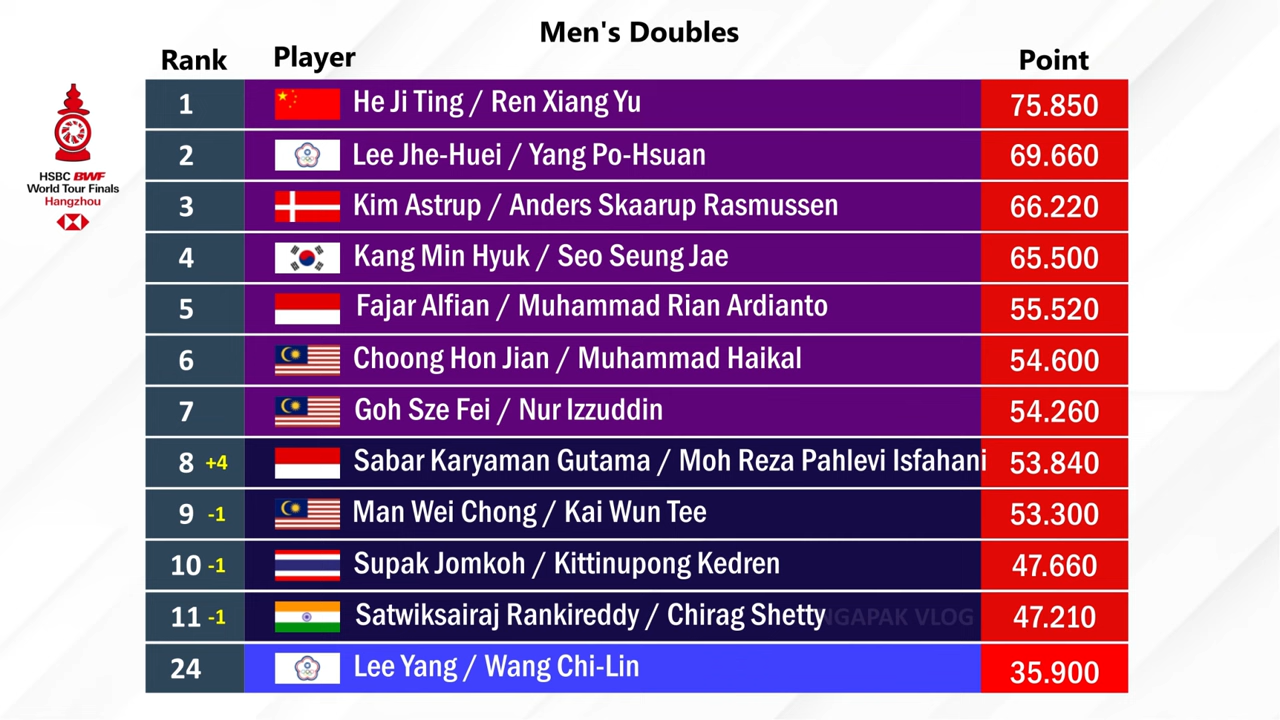 Men's Doubles
Rank Player Point
1 He Ji Ting / Ren Xiang Yu 75.850
2 Lee Jhe-Huei / Yang Po-Hsuan 69.660
3 Kim Astrup / Anders Skaarup Rasmussen 66.220
4 Kang Min Hyuk / Seo Seung Jae 65.500
5 Fajar Alfian / Muhammad Rian Ardianto 55.520
6 Choong Hon Jian / Muhammad Haikal 54.600
7 Goh Sze Fei / Nur Izzuddin 54.260
8 +4 Sabar Karyaman Gutama / Moh Reza Pahlevi Isfahani 53.840
9 -1 Man Wei Chong / Kai Wun Tee 53.300
10 -1 Supak Jomkoh / Kittinupong Kedren 47.660
11 -1 Satwiksairaj Rankireddy / Chirag Shetty 47.210
24 Lee Yang / Wang Chi-Lin 35.900
HSBC BWF
World Tour Finals
Hangzhou
VLOG